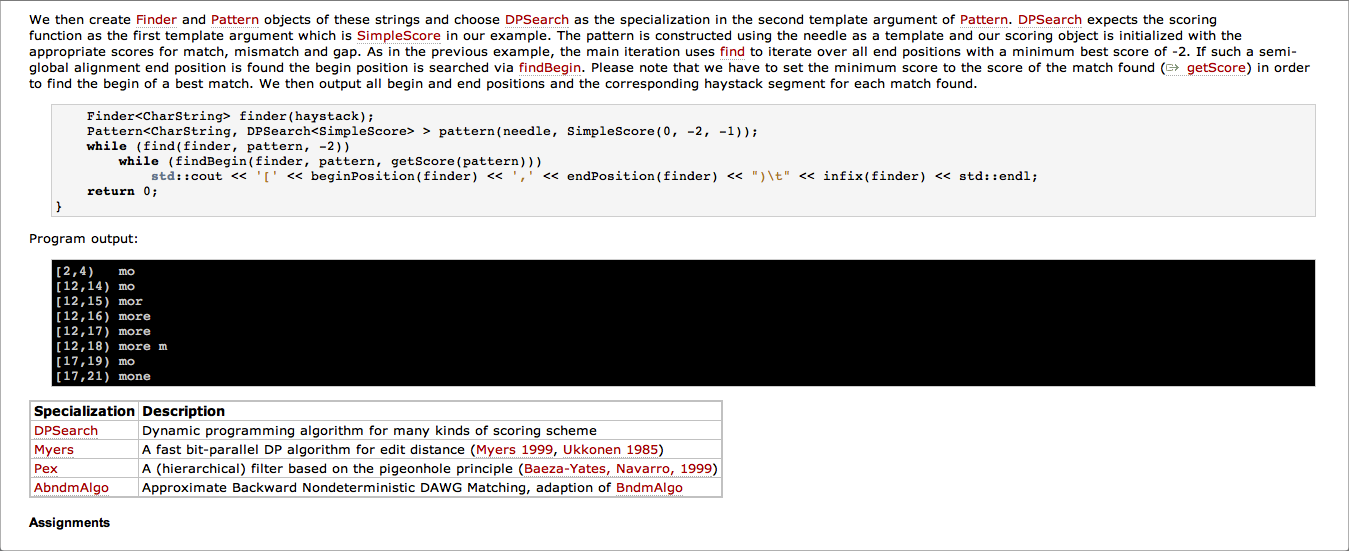 We then create Finder and Pattern objects of these strings and choose DPSearch as the specialization in the second template argument of Pattern. DPSearch expects the scoring
function as the first template argument which is SimpleScore in our example. The pattern is constructed using the needle as a template and our scoring object is initialized with the
appropriate scores for match, mismatch and gap. As in the previous example, the main iteration uses find to iterate over all end positions with a minimum best score of -2. If such a semi-
global alignment end position is found the begin position is searched via findBegin. Please note that we have to set the minimum score to the score of the match found (getScore) in order
to find the begin of a best match. We then output all begin and end positions and the corresponding haystack segment for each match found.
Finder<CharString> finder(haystack);
Pattern<CharString, DPSearch<SimpleScore> > pattern(needle, SimpleScore(0, -2, -1));
while (find(finder, pattern, -2))
while (findBegin(finder, pattern, getScore(pattern)))
std::cout << '[' << beginPosition(finder) << ',' << endPosition(finder) << ")\t" << infix(finder) << std::endl;
return 0;
}
Program output:
[2,4) mo
[12,14) mo
[12,15) mor
[12,16) more
[12,17) more
[12,18) more m
[17,19) mo
[17,21) mone
Specialization Description
DPSearch Dynamic programming algorithm for many kinds of scoring scheme
Myers A fast bit-parallel DP algorithm for edit distance (Myers 1999, Ukkonen 1985)
Pex A (hierarchical) filter based on the pigeonhole principle (Baeza-Yates, Navarro, 1999)
AbndmAlgo Approximate Backward Nondeterministic DAWG Matching, adaption of BndmAlgo
Assignments